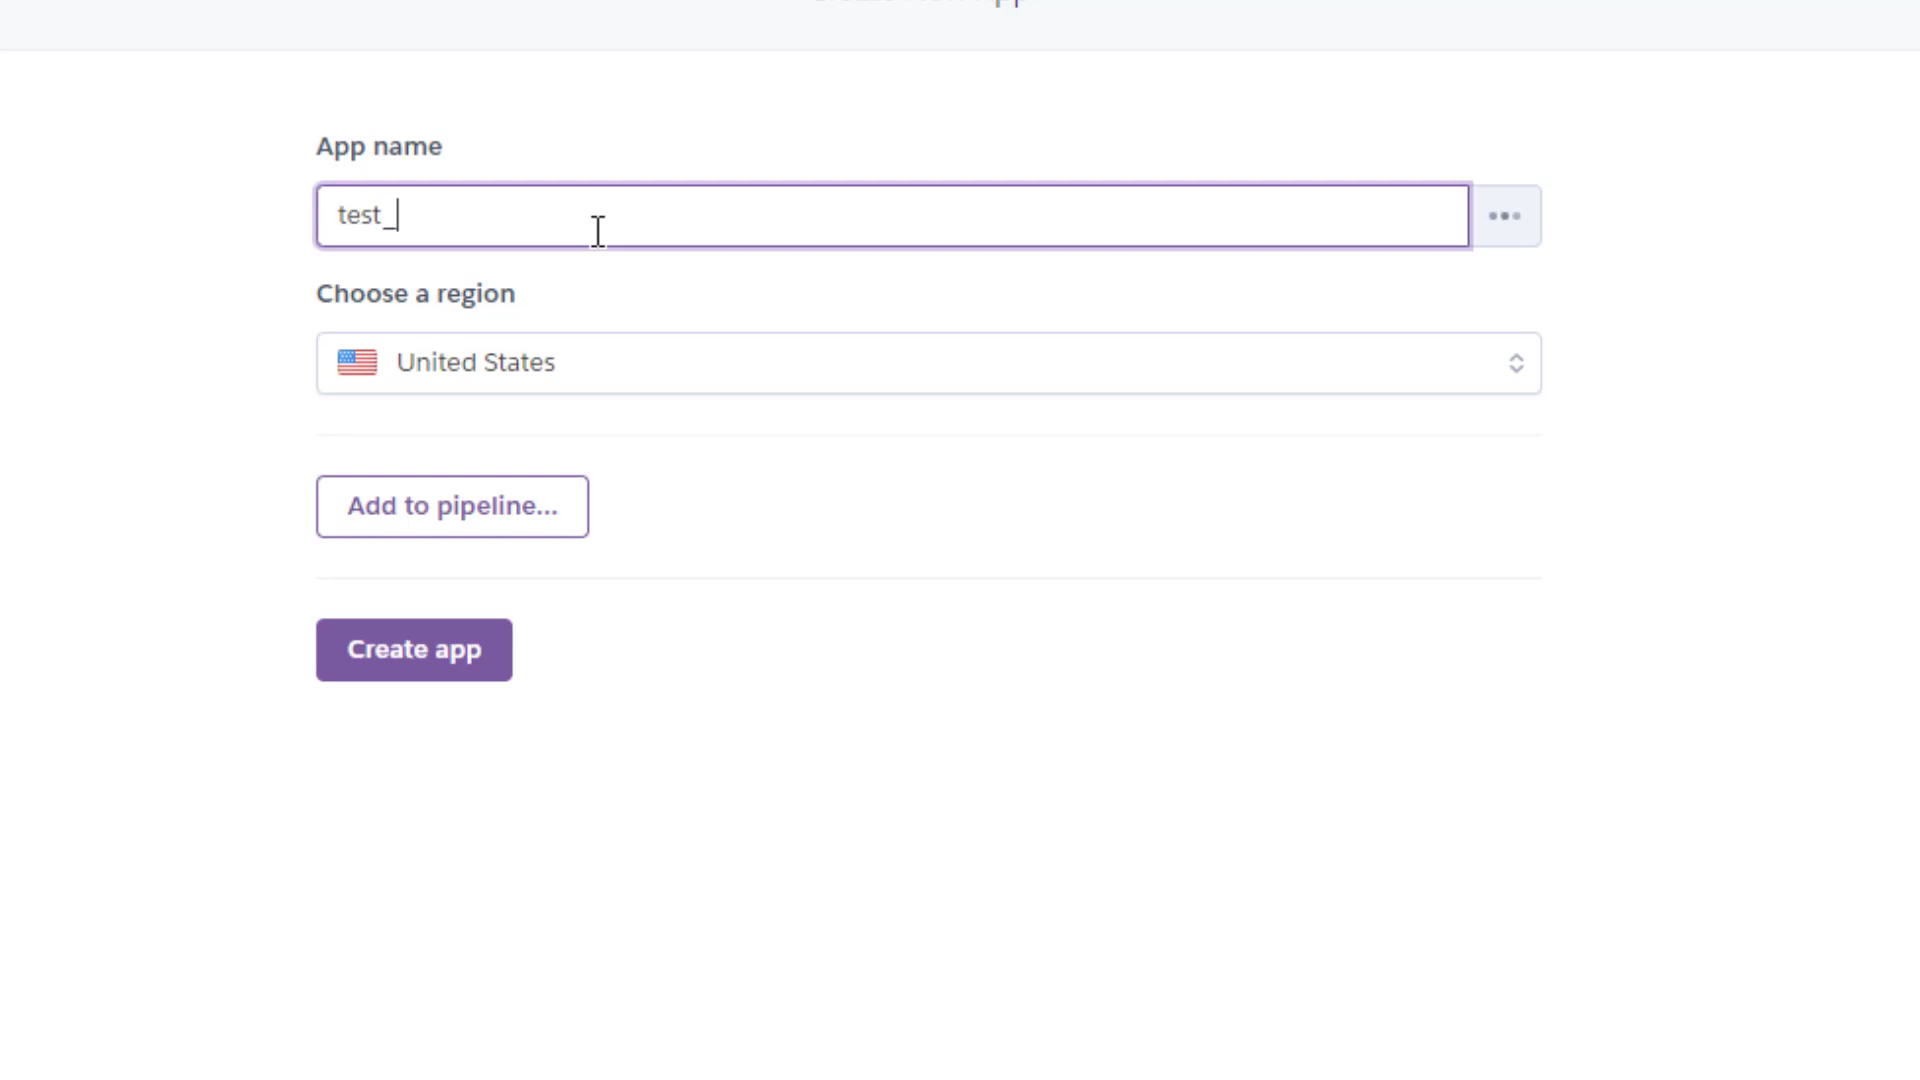 App name
test_
Choose a region
United States
Add to pipeline...
Create app